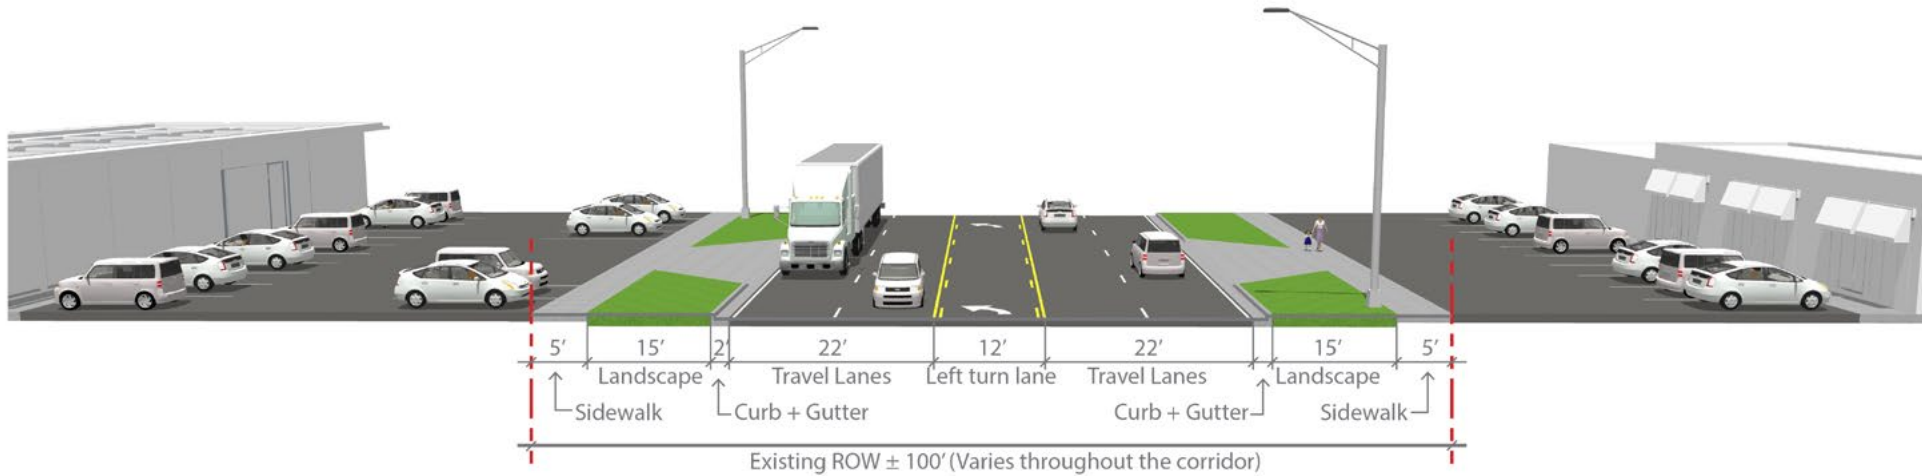 5′ 15′ 2′ 22′ 12′ 22′ 15′ 5′
Landscape Travel Lanes Left turn lane Travel Lanes Landscape
Sidewalk Curb + Gutter Curb + Gutter Sidewalk
Existing ROW ± 100′ (Varies throughout the corridor)